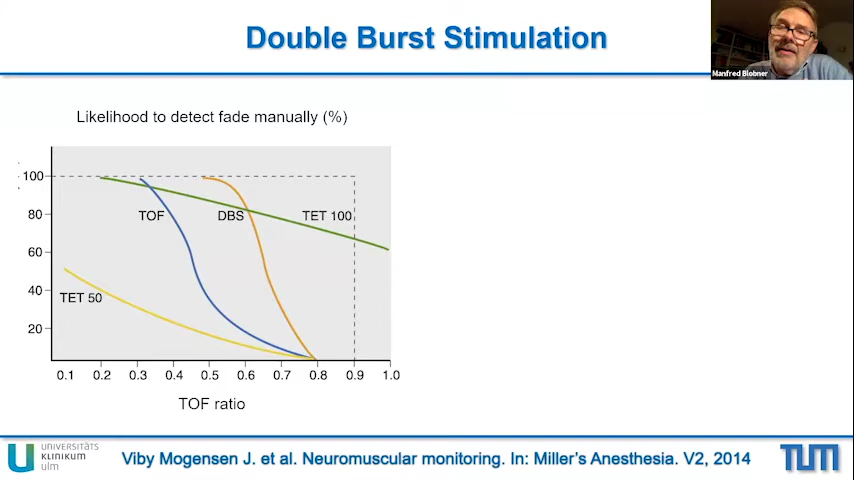 Double Burst Stimulation
Manfred Blobner
Likelihood to detect fade manually (%)
100
80
60
40
20
TOF
DBS
TET 100
TET 50
0.1 0.2 0.3 0.4 0.5 0.6 0.7 0.8 0.9 1.0
TOF ratio
UNIVERSITÄTS
KLINIKUM
ulm
Viby Mogensen J. et al. Neuromuscular monitoring. In: Miller's Anesthesia. V2, 2014
TUM